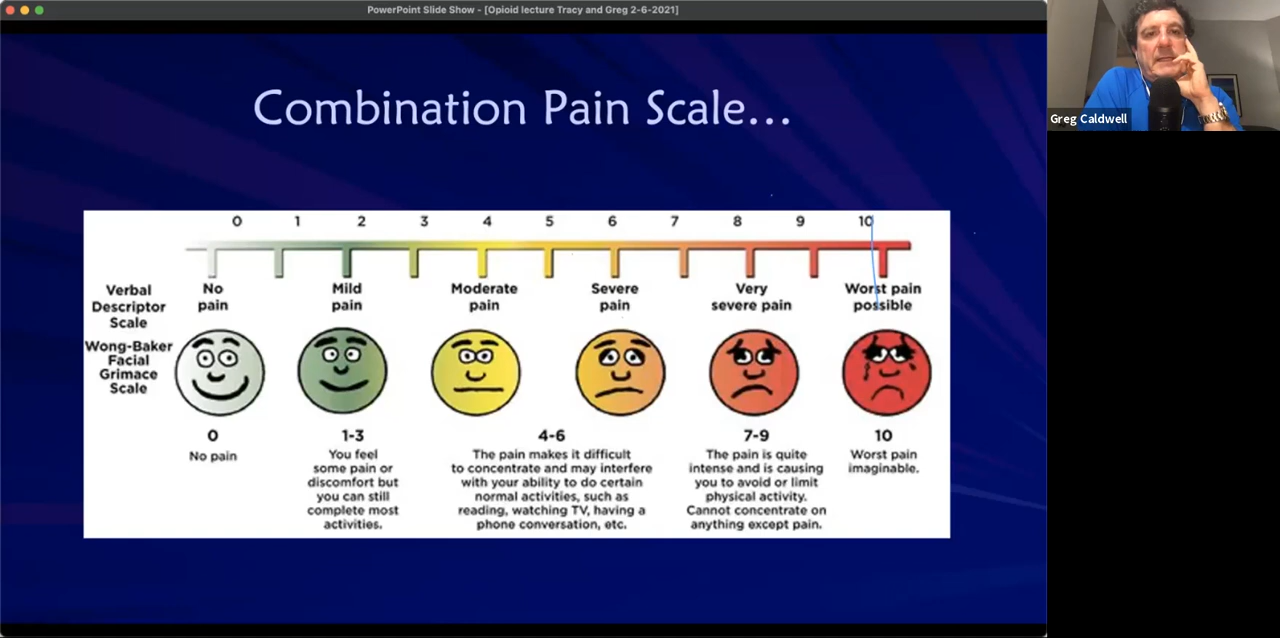 PowerPoint Slide Show - [Opioid lecture Tracy and Greg 2-6-2021]
Greg Caldwell
Combination Pain Scale...
0 1 2 3 4 5 6 7 8 9 10
Verbal
Descriptor
Scale
No
pain
Mild
pain
Moderate
pain
Severe
pain
Very
severe pain
Worst pain
possible
Wong-Baker
Facial
Grimace
Scale
0
No pain
1-3
You feel
some pain or
discomfort but
you can still
complete most
activities.
4-6
The pain makes it difficult
to concentrate and may interfere
with your ability to do certain
normal activities, such as
reading, watching TV, having a
phone conversation, etc.
7-9
The pain is quite
intense and is causing
you to avoid or limit
physical activity.
Cannot concentrate on
anything except pain.
10
Worst pain
imaginable.